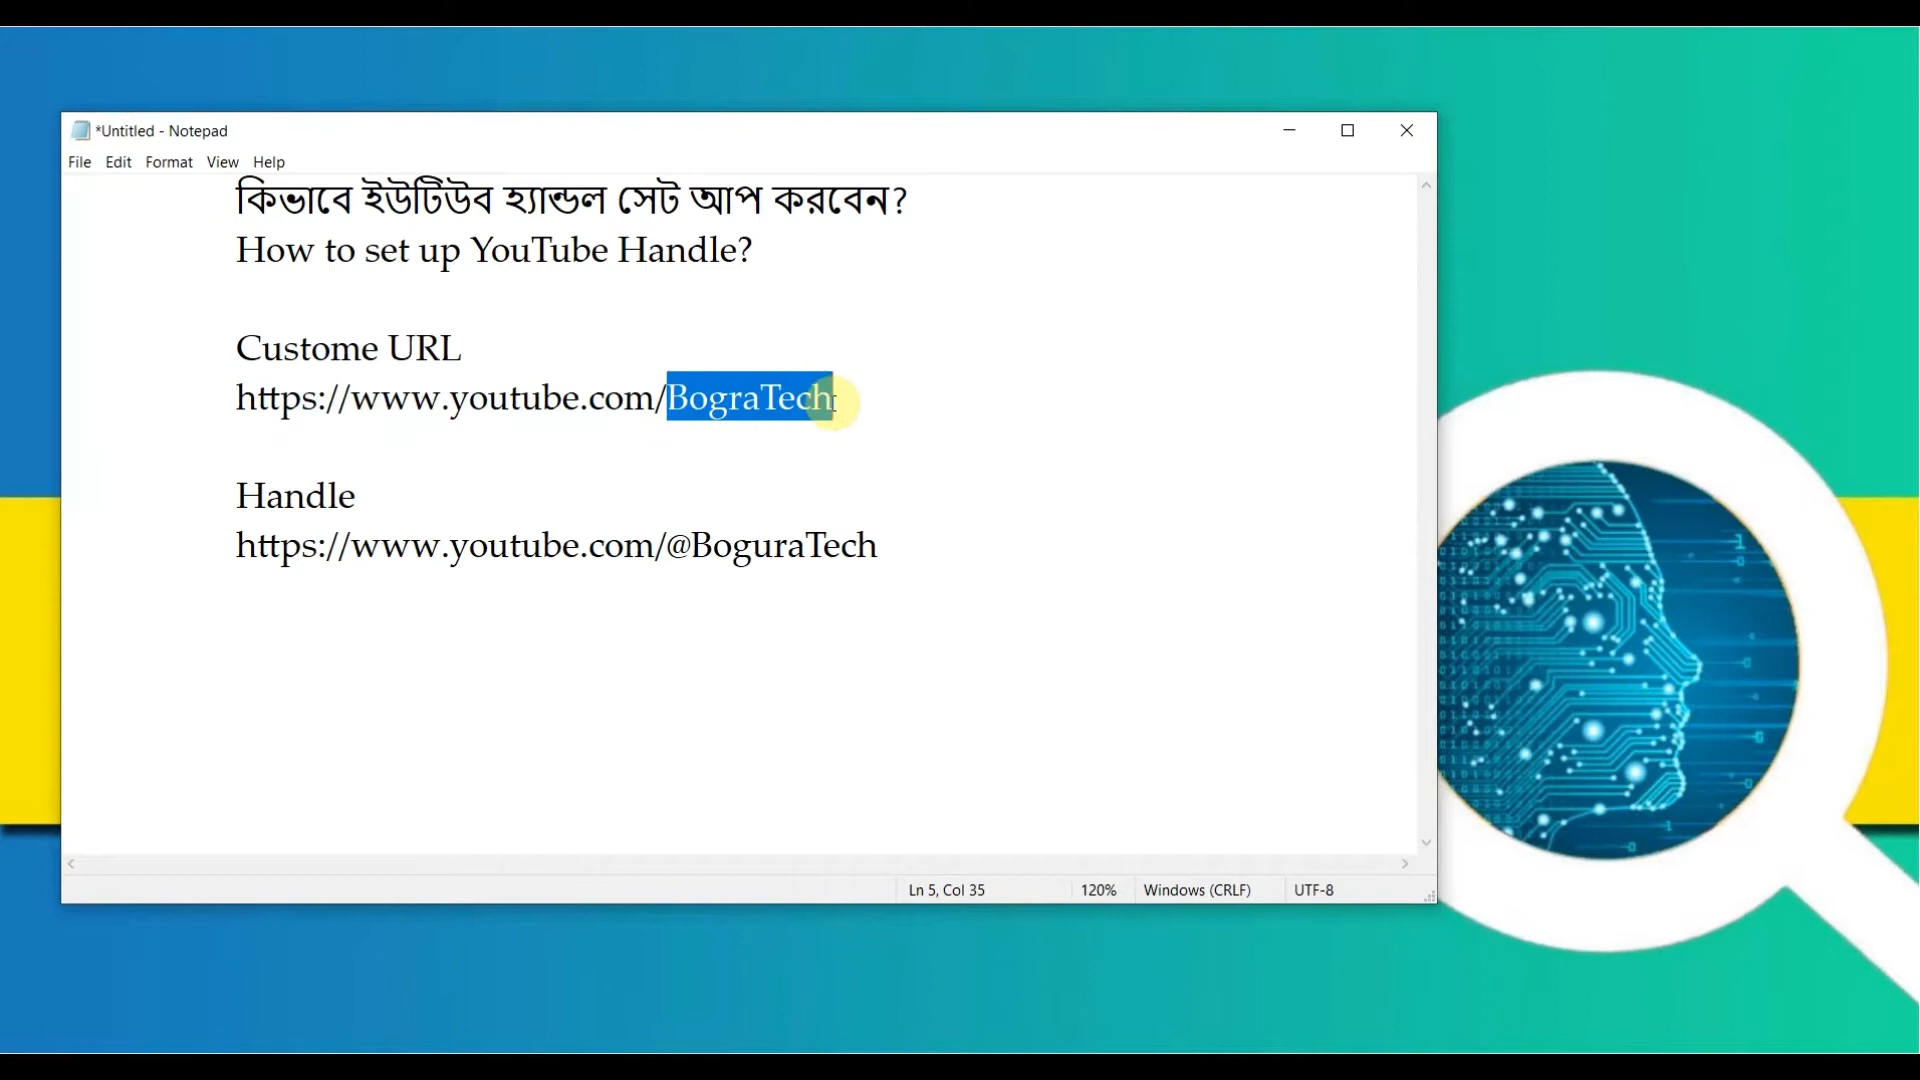 *Untitled - Notepad
File Edit Format View Help
কিভাবে ইউটিউব হ্যান্ডল সেট আপ করবেন?
How to set up YouTube Handle?
Custome URL
https://www.youtube.com/BograTech
Handle
https://www.youtube.com/@BoguraTech
Ln 5, Col 35 120% Windows (CRLF) UTF-8